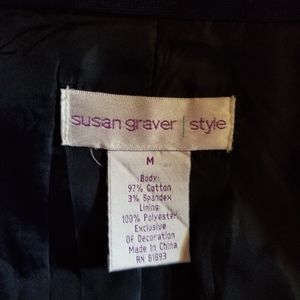 susan graver | style
M
Body:
97% Cotton
3% Spandex
Lining:
100% Polyester
Exclusive
Of Decoration
Made In China
RN 81893